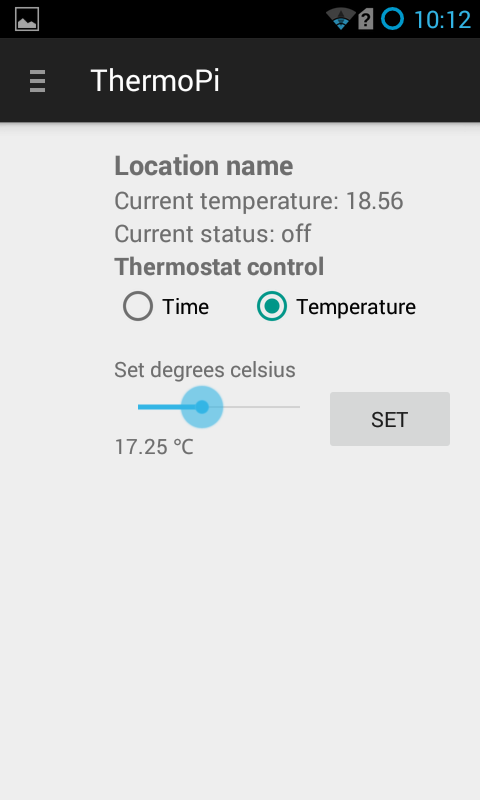 10:12
ThermoPi
Location name
Current temperature: 18.56
Current status: off
Thermostat control
Time Temperature
Set degrees celsius
SET
17.25 °C